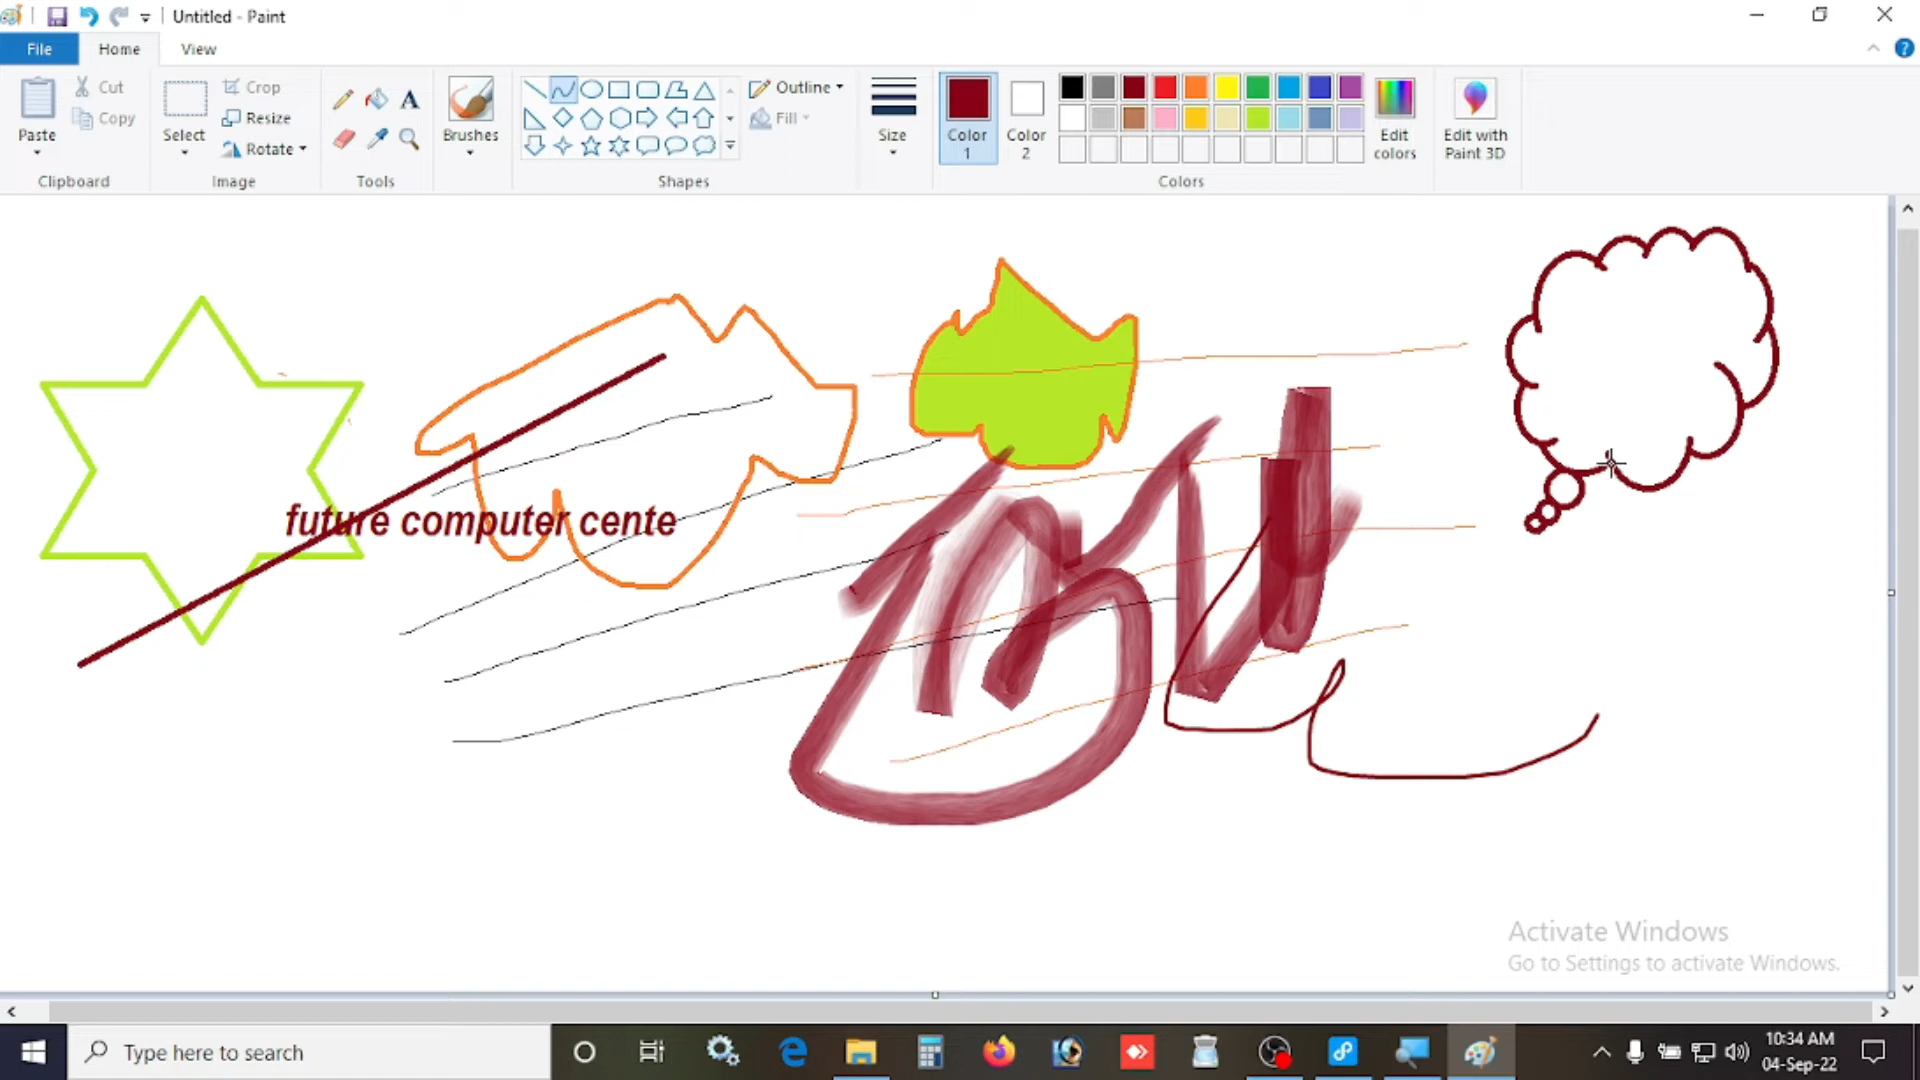 Untitled - Paint
File Home View
Paste
Cut
Copy
Clipboard
Select
Crop
Resize
Rotate
Image
A
Tools
Brushes
Shapes
Outline
Fill
Size
Color 1
Color 2
Colors
Edit colors
Edit with Paint 3D
future computer cente
Activate Windows
Go to Settings to activate Windows.
Type here to search
10:34 AM
04-Sep-22